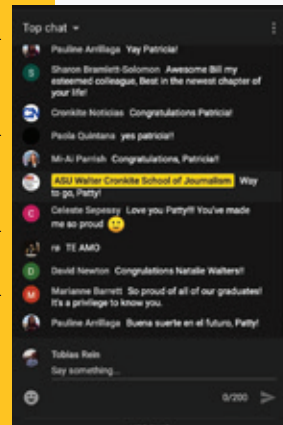 Top chat
Pauline Arrillaga Yay Patricia!
Sharon Bramlett-Solomon Awesome Bill my
esteemed colleague, Best in the newest chapter of
your life!
Cronkite Noticias Congratulations Patricia!
Paola Quintana yes patricia!!
Mi-Ai Parrish Congratulations, Patricia!!
ASU Walter Cronkite School of Journalism Way
to go, Patty!
Celeste Sepessy Love you Patty!!! You've made
me so proud
ra TE AMO
David Newton Congrulations Natalie Walters!!
Marianne Barrett So proud of all of our graduates!
It's a privilege to know you.
Pauline Arrillaga Buena suerte en el futuro, Patty!
Tobias Rein
Say something...
0/200